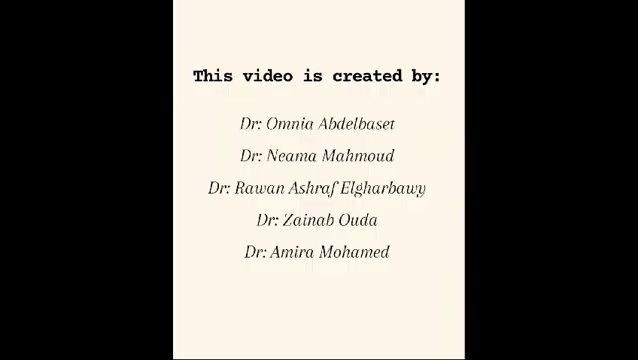 This video is created by:
Dr: Omnia Abdelbaset
Dr: Neama Mahmoud
Dr: Rawan Ashraf Elgharbawy
Dr: Zainab Ouda
Dr: Amira Mohamed